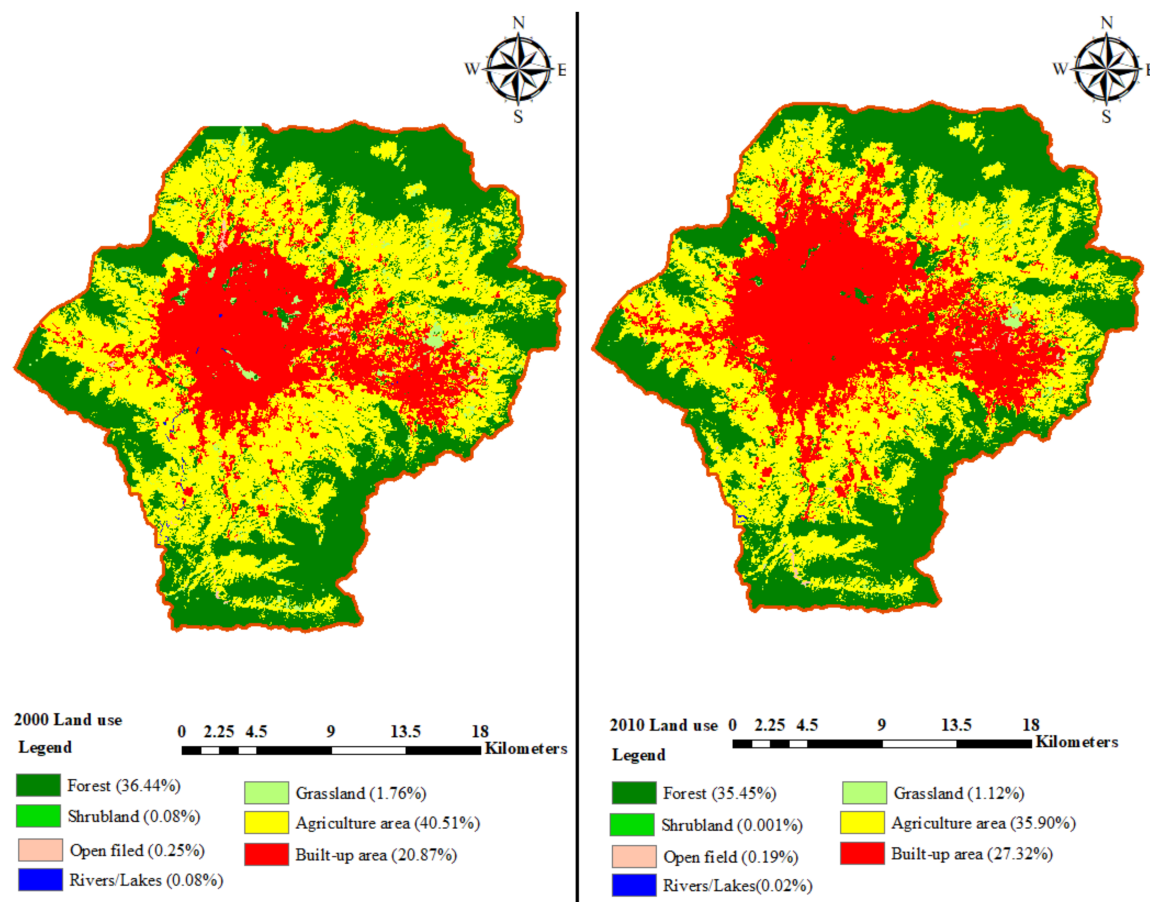 N
W E
S
2000 Land use
0 2.25 4.5 9 13.5 18
Kilometers
Legend
Forest (36.44%)
Shrubland (0.08%)
Open filed (0.25%)
Rivers/Lakes (0.08%)
Grassland (1.76%)
Agriculture area (40.51%)
Built-up area (20.87%)
N
W E
S
2010 Land use
0 2.25 4.5 9 13.5 18
Kilometers
Legend
Forest (35.45%)
Shrubland (0.001%)
Open field (0.19%)
Rivers/Lakes(0.02%)
Grassland (1.12%)
Agriculture area (35.90%)
Built-up area (27.32%)